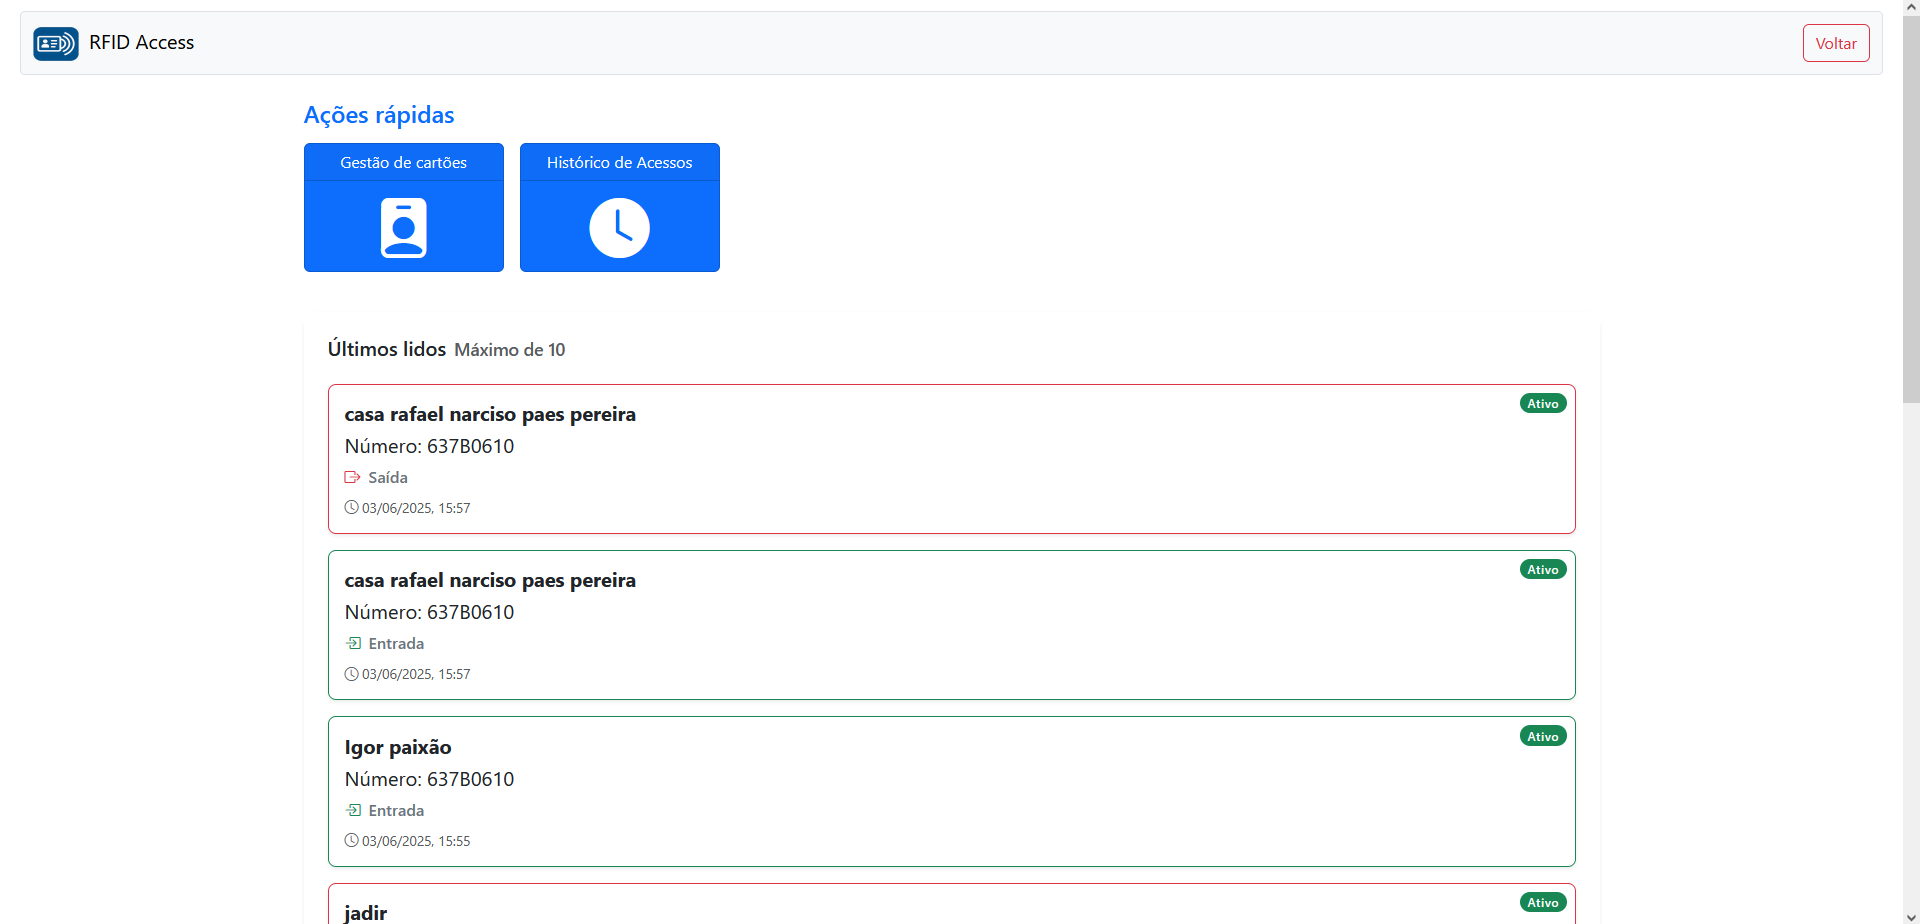 RFID Access
Voltar
Ações rápidas
Gestão de cartões
Histórico de Acessos
Últimos lidos Máximo de 10
casa rafael narciso paes pereira
Ativo
Número: 637B0610
Saída
03/06/2025, 15:57
casa rafael narciso paes pereira
Ativo
Número: 637B0610
Entrada
03/06/2025, 15:57
Igor paixão
Ativo
Número: 637B0610
Entrada
03/06/2025, 15:55
jadir
Ativo